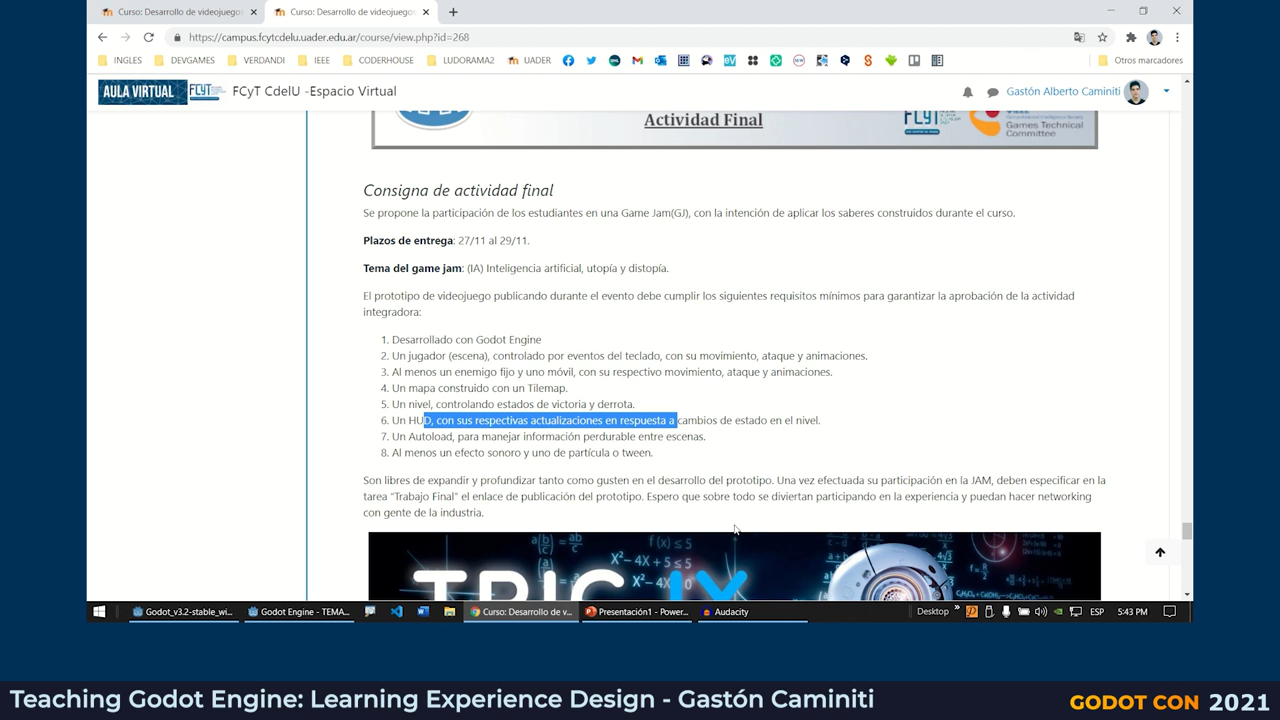 Curso: Desarrollo de videojuego
Curso: Desarrollo de videojuego
https://campus.fcytcdelu.uader.edu.ar/course/view.php?id=268
INGLES
DEVGAMES
VERDANDI
IEEE
CODERHOUSE
LUDORAMA2
UADER
Otros marcadores
AULA VIRTUAL
FCyT
FCyT CdelU -Espacio Virtual
Gastón Alberto Caminiti
Actividad Final
Games Technical
Committee
Consigna de actividad final
Se propone la participación de los estudiantes en una Game Jam(GJ), con la intención de aplicar los saberes construidos durante el curso.
Plazos de entrega: 27/11 al 29/11.
Tema del game jam: (IA) Inteligencia artificial, utopía y distopía.
El prototipo de videojuego publicando durante el evento debe cumplir los siguientes requisitos mínimos para garantizar la aprobación de la actividad
integradora:
1. Desarrollado con Godot Engine
2. Un jugador (escena), controlado por eventos del teclado, con su movimiento, ataque y animaciones.
3. Al menos un enemigo fijo y uno móvil, con su respectivo movimiento, ataque y animaciones.
4. Un mapa construido con un Tilemap.
5. Un nivel, controlando estados de victoria y derrota.
6. Un HUD, con sus respectivas actualizaciones en respuesta a cambios de estado en el nivel.
7. Un Autoload, para manejar información perdurable entre escenas.
8. Al menos un efecto sonoro y uno de partícula o tween.
Son libres de expandir y profundizar tanto como gusten en el desarrollo del prototipo. Una vez efectuada su participación en la JAM, deben especificar en la
tarea "Trabajo Final" el enlace de publicación del prototipo. Espero que sobre todo se diviertan participando en la experiencia y puedan hacer networking
con gente de la industria.
Godot_v3.2-stable_wi...
Godot Engine - TEMA...
Curso: Desarrollo de v...
Presentación1 - Power...
Audacity
Desktop
ESP
5:43 PM
Teaching Godot Engine: Learning Experience Design - Gastón Caminiti
GODOT CON 2021